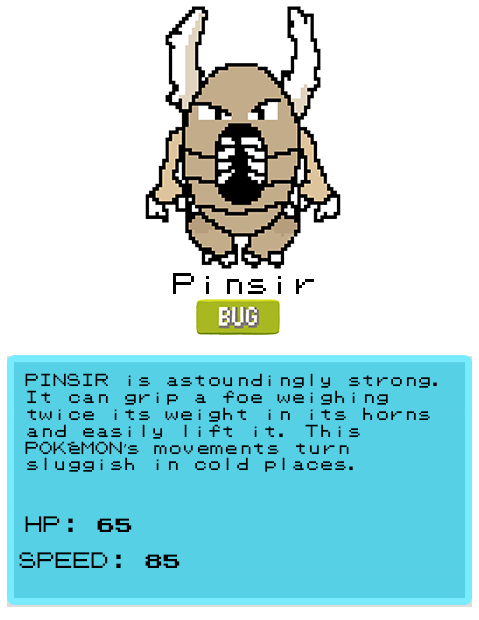 Pinsir
BUG
PINSIR is astoundingly strong.
It can grip a foe weighing
twice its weight in its horns
and easily lift it. This
POKéMON's movements turn
sluggish in cold places.
HP: 65
SPEED: 85